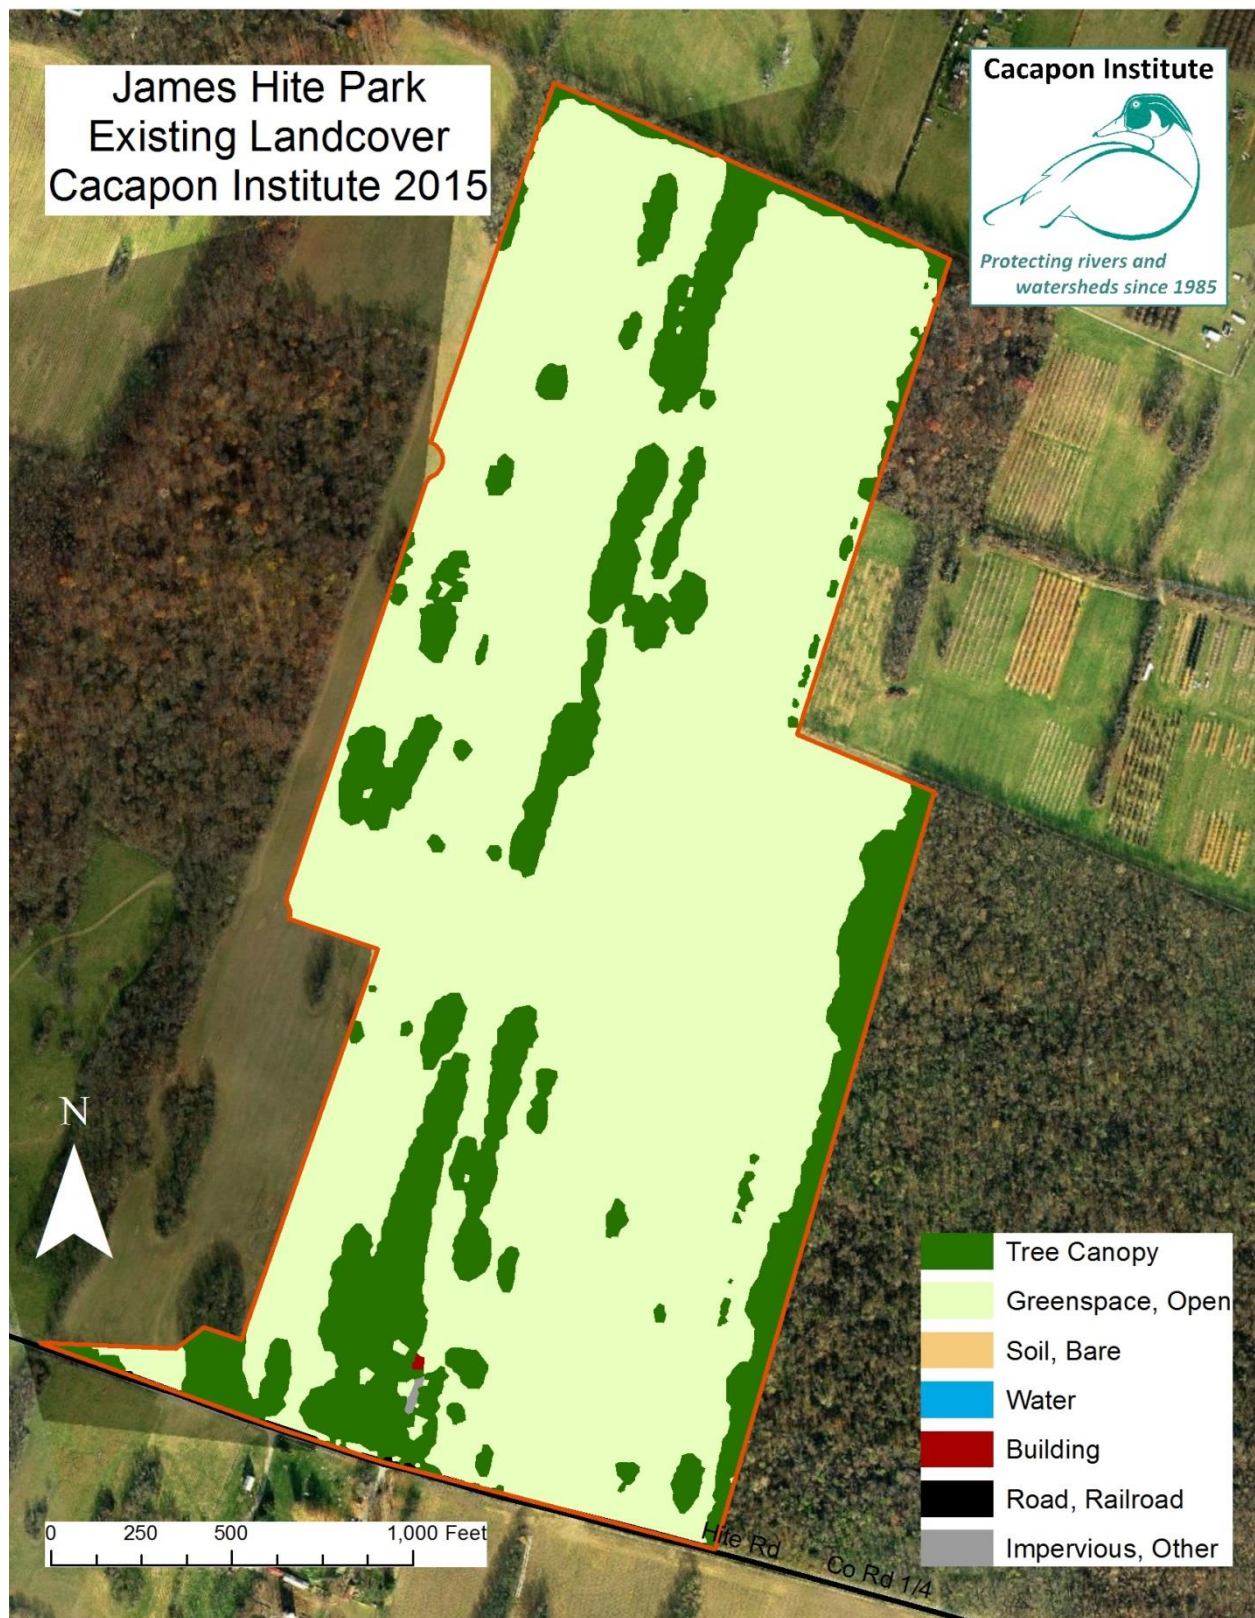 James Hite Park
Existing Landcover
Cacapon Institute 2015
Cacapon Institute
Protecting rivers and
watersheds since 1985
N
Tree Canopy
Greenspace, Open
Soil, Bare
Water
Building
Road, Railroad
Impervious, Other
0 250 500 1,000 Feet
Hite Rd
Co Rd 1/4